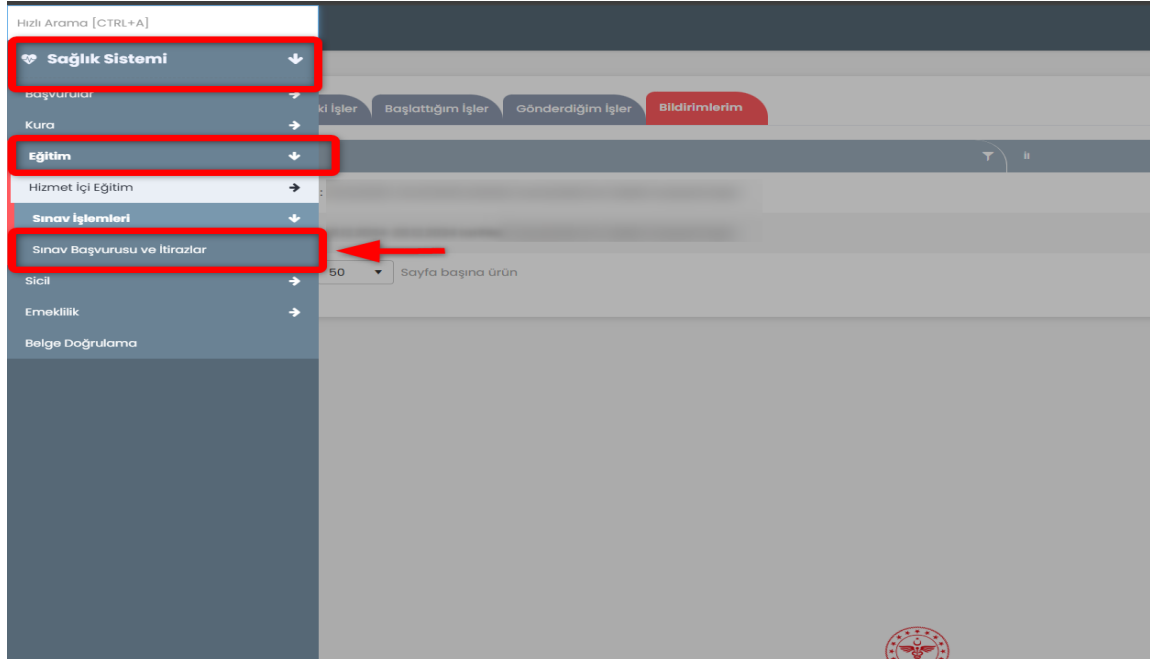 Hızlı Arama [CTRL+A]
Sağlık Sistemi
Başvurular
Kura
Eğitim
Hizmet İçi Eğitim
Sınav İşlemleri
Sınav Başvurusu ve İtirazlar
Sicil
Emeklilik
Belge Doğrulama
İşler
Başlattığım İşler
Gönderdiğim İşler
Bildirimlerim
50 Sayfa başına ürün